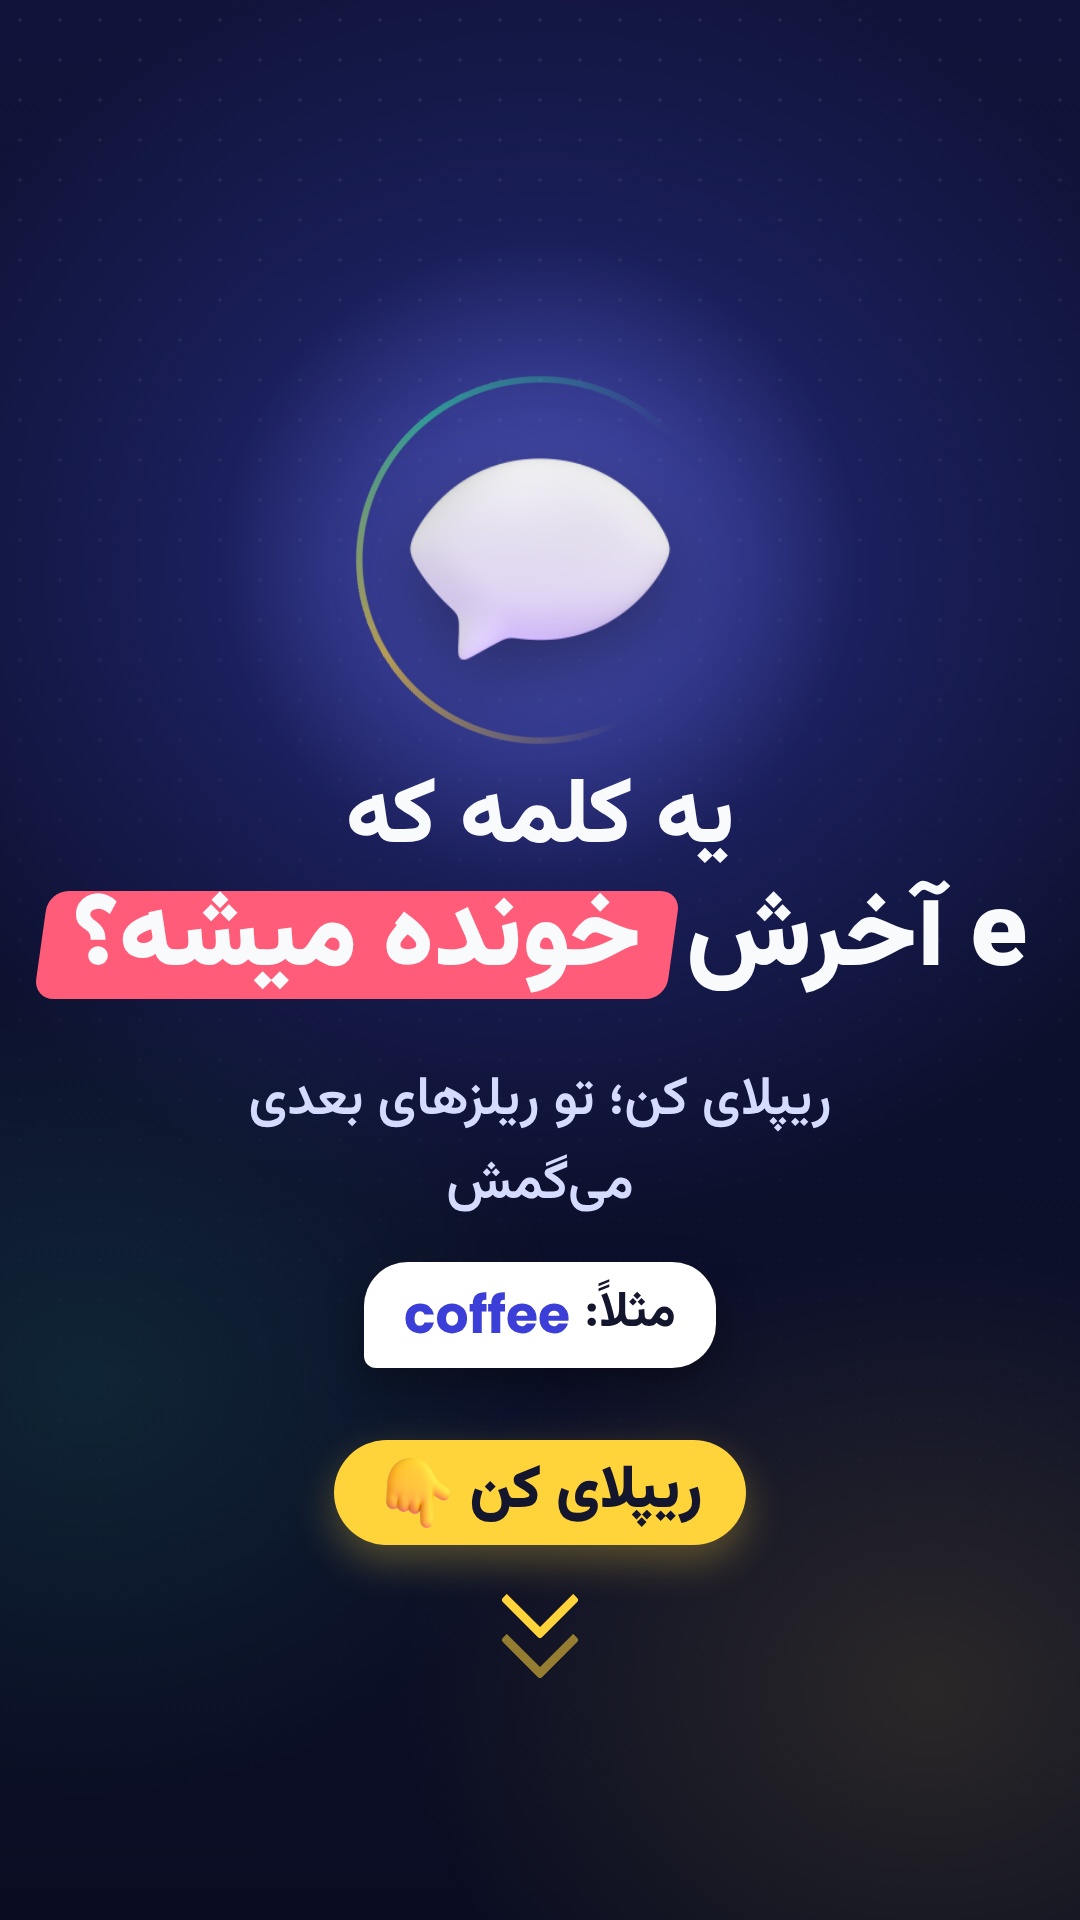 یه کلمه که
e آخرش خونده میشه؟
ریپلای کن؛ تو ریلزهای بعدی
می‌گمش
مثلاً: coffee
ریپلای کن 👇